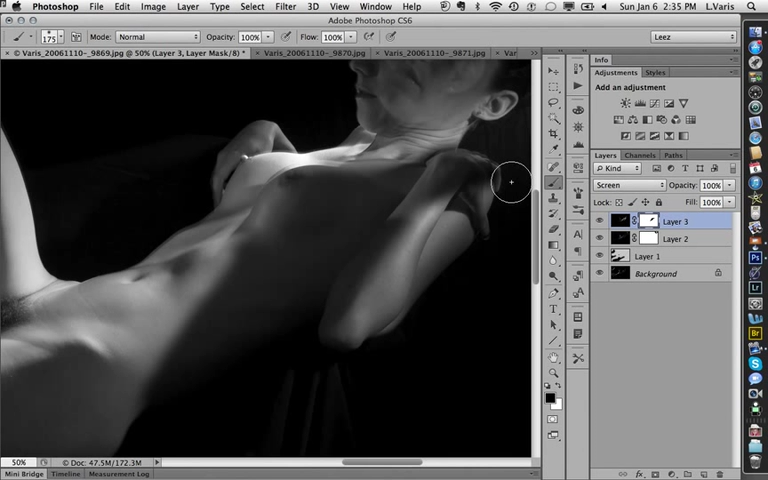 Photoshop File Edit Image Layer Type Select Filter 3D View Window Help Sun Jan 6 2:35 PM L.Varis
Adobe Photoshop CS6
175 Mode: Normal Opacity: 100% Flow: 100% Leez
× © Varis_20061110-_9869.jpg @ 50% (Layer 3, Layer Mask/8) * × Varis_20061110-_9870.jpg × Varis_20061110-_9871.jpg × Var
Info
Adjustments Styles
Add an adjustment
Layers Channels Paths
Kind
Screen Opacity: 100%
Lock: Fill: 100%
Layer 3
Layer 2
Layer 1
Background
50% © Doc: 47.5M/172.3M
Mini Bridge Timeline Measurement Log